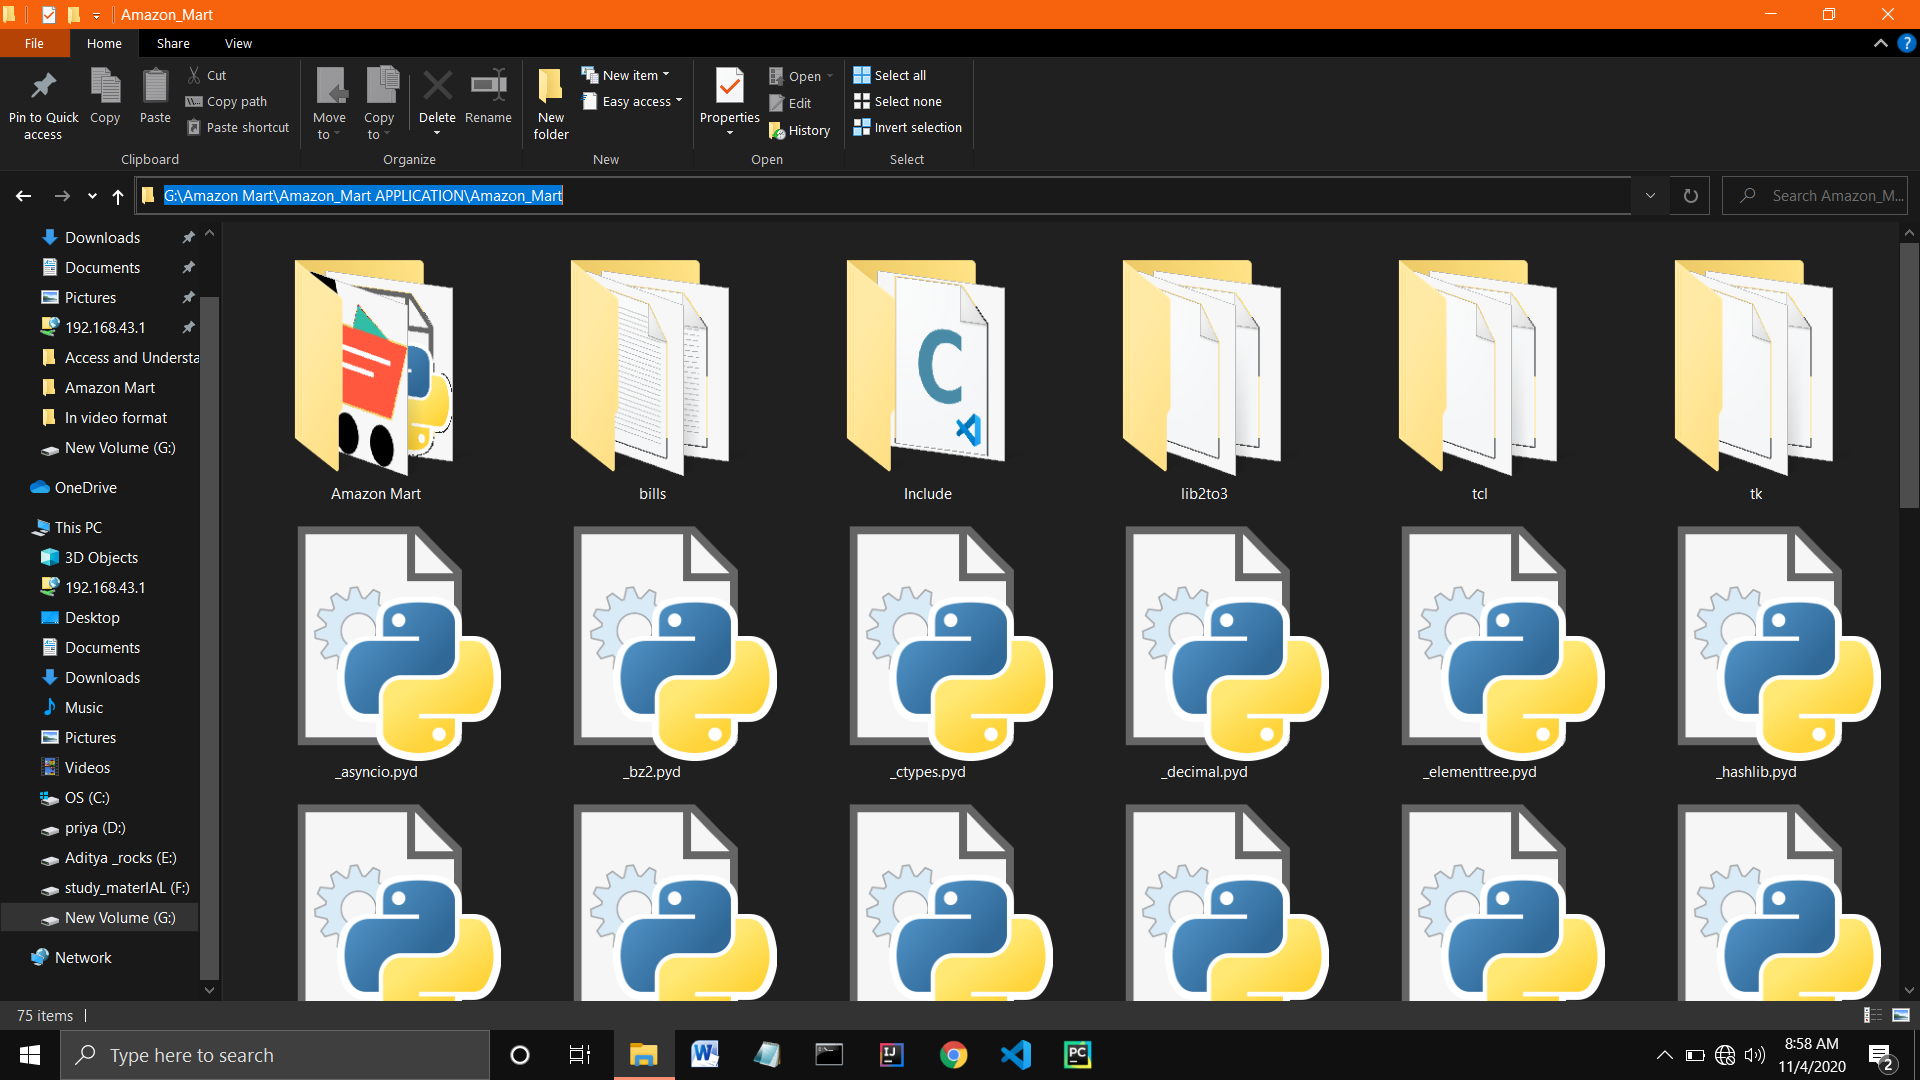 Amazon_Mart
File Home Share View
Pin to Quick access
Copy
Paste
Cut
Copy path
Paste shortcut
Clipboard
Move to
Copy to
Delete
Rename
Organize
New folder
New item
Easy access
New
Properties
Open
Edit
History
Open
Select all
Select none
Invert selection
Select
G:\Amazon Mart\Amazon_Mart APPLICATION\Amazon_Mart
Search Amazon_M...
Downloads
Documents
Pictures
192.168.43.1
Access and Understa
Amazon Mart
In video format
New Volume (G:)
OneDrive
This PC
3D Objects
192.168.43.1
Desktop
Documents
Downloads
Music
Pictures
Videos
OS (C:)
priya (D:)
Aditya _rocks (E:)
study_materIAL (F:)
New Volume (G:)
Network
Amazon Mart bills Include lib2to3 tcl tk
_asyncio.pyd _bz2.pyd _ctypes.pyd _decimal.pyd _elementtree.pyd _hashlib.pyd
75 items
Type here to search
8:58 AM
11/4/2020
2